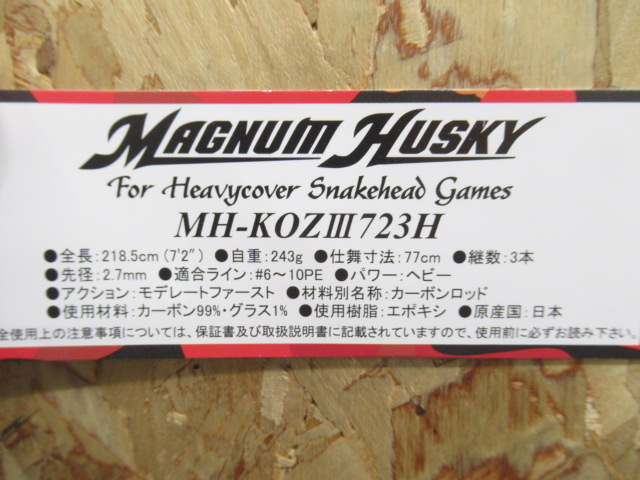 MAGNUM HUSKY
For Heavycover Snakehead Games
MH-KOZⅢ723H
●全長:218.5cm(7'2") ●自重:243g ●仕舞寸法:77cm ●継数:3本
●先径:2.7mm ●適合ライン:#6～10PE ●パワー:ヘビー
●アクション:モデレートファースト ●材料別名称:カーボンロッド
●使用材料:カーボン99%・グラス1% ●使用樹脂:エポキシ ●原産国:日本
全使用上の注意事項については、保証書及び取扱説明書に記載されていますので、使用前に必ずお読み下さい。